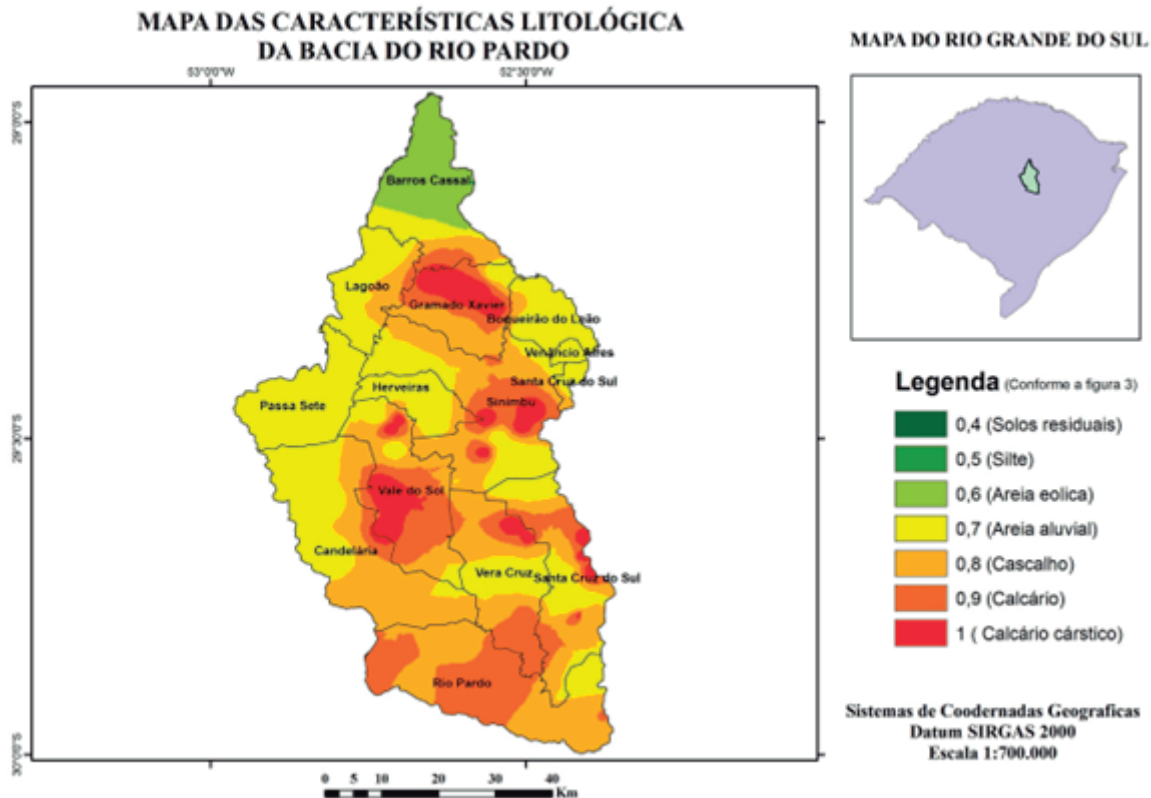 MAPA DAS CARACTERÍSTICAS LITOLÓGICA
DA BACIA DO RIO PARDO
MAPA DO RIO GRANDE DO SUL
53°0'0"W
52°30'0"W
29°0'0"S
29°30'0"S
30°0'0"S
Barros Cassal
Lagoão
Gramado Xavier
Boqueirão do Leão
Venâncio Aires
Santa Cruz do Sul
Herveiras
Passa Sete
Sinimbu
Vale do Sol
Candelária
Vera Cruz
Santa Cruz do Sul
Rio Pardo
0 5 10 20 30 40
Km
Legenda (Conforme a figura 3)
0,4 (Solos residuais)
0,5 (Silte)
0,6 (Areia eolica)
0,7 (Areia aluvial)
0,8 (Cascalho)
0,9 (Calcário)
1 ( Calcário cárstico)
Sistemas de Coodernadas Geograficas
Datum SIRGAS 2000
Escala 1:700.000